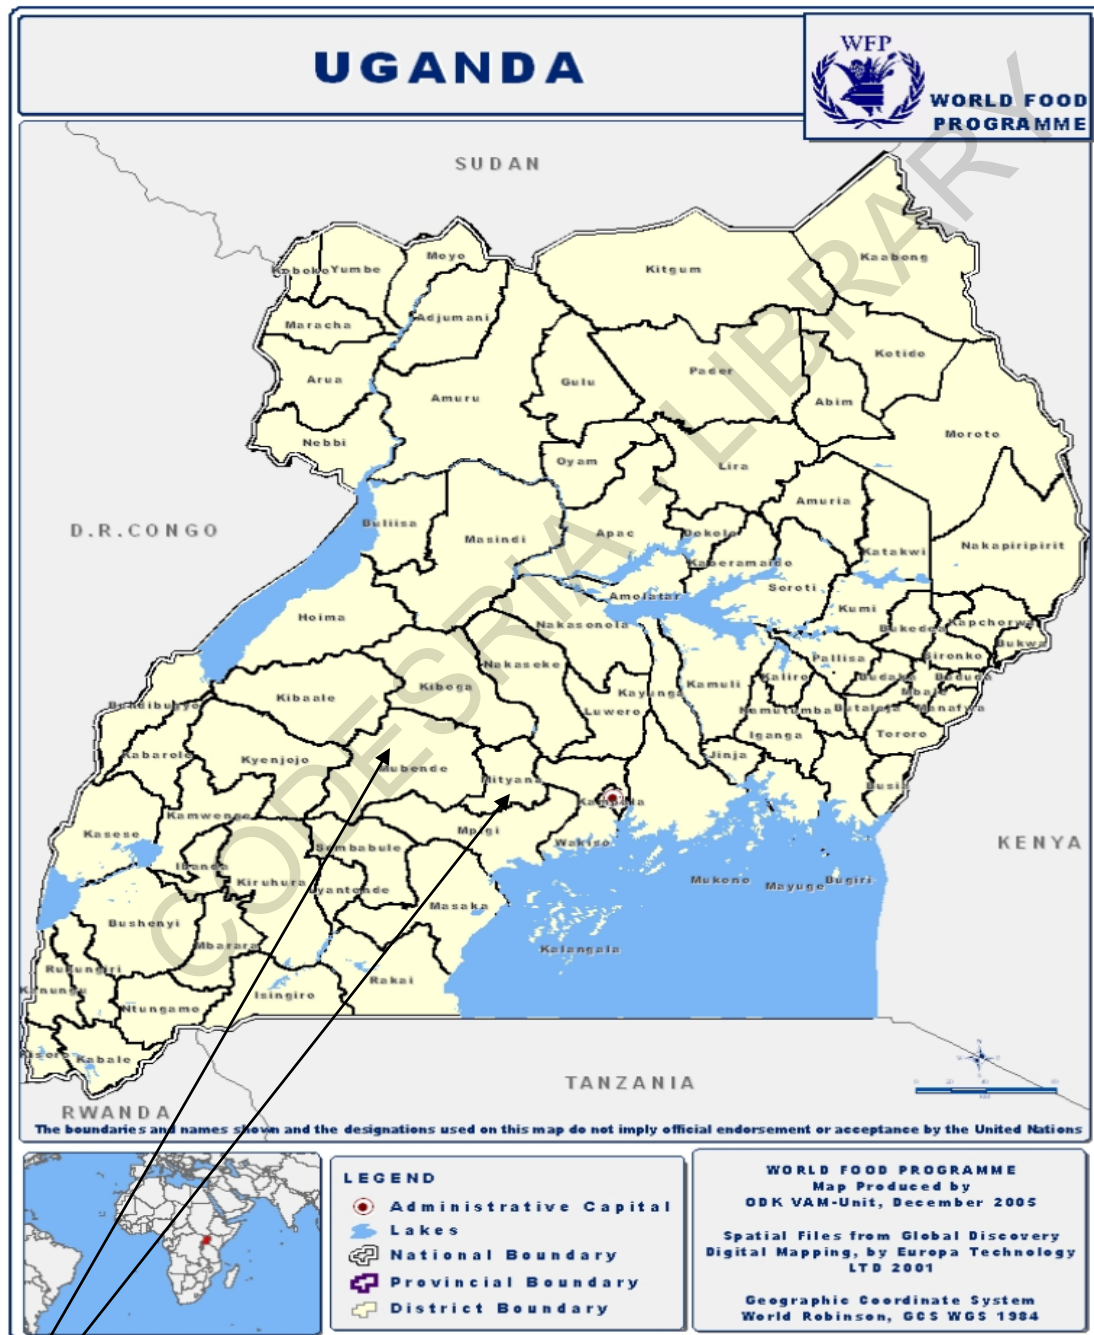 UGANDA
WFP
WORLD FOOD
PROGRAMME
SUDAN
Koboko
Yumbe
Moyo
Kitgum
Kaabong
Maracha
Adjumani
Arua
Amuru
Gulu
Pader
Kotido
Abim
Nebbi
Moroto
Oyam
Lira
Amuria
D.R.CONGO
Buliisa
Masindi
Apac
Dokolo
Kaberamaido
Katakwi
Nakapiripirit
Soroti
Amolatar
Kumi
Hoima
Nakasonola
Bukedea
Kapchorwa
Bukwa
Nakaseke
Pallisa
Sironko
Kibaale
Kiboga
Kayunga
Kamuli
Kaliro
Budaka
Bududa
Mbale
Bundibugyo
Luwero
Namutumba
Butaleja
Manafwa
Kabarole
Kyenjojo
Iganga
Tororo
Mubende
Mityana
Jinja
Busia
Kamwenge
Kampala
Kasese
Mpigi
Wakiso
KENYA
Sembabule
Ibanda
Kiruhura
Lyantonde
Mukono
Mayuge
Bugiri
Masaka
Bushenyi
Mbarara
Kalangala
Rukungiri
Rakai
Kanungu
Isingiro
Ntungamo
Kisoro
Kabale
TANZANIA
RWANDA
CODESRIA - LIBRARY
The boundaries and names shown and the designations used on this map do not imply official endorsement or acceptance by the United Nations
LEGEND
Administrative Capital
Lakes
National Boundary
Provincial Boundary
District Boundary
WORLD FOOD PROGRAMME
Map Produced by
ODK VAM-Unit, December 2005
Spatial Files from Global Discovery
Digital Mapping, by Europa Technology
LTD 2001
Geographic Coordinate System
World Robinson, GCS WGS 1984